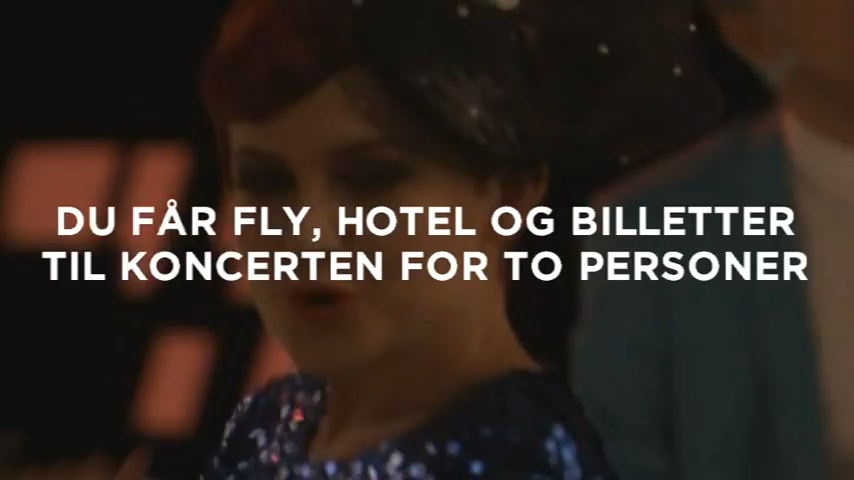 DU FÅR FLY, HOTEL OG BILLETTER
TIL KONCERTEN FOR TO PERSONER